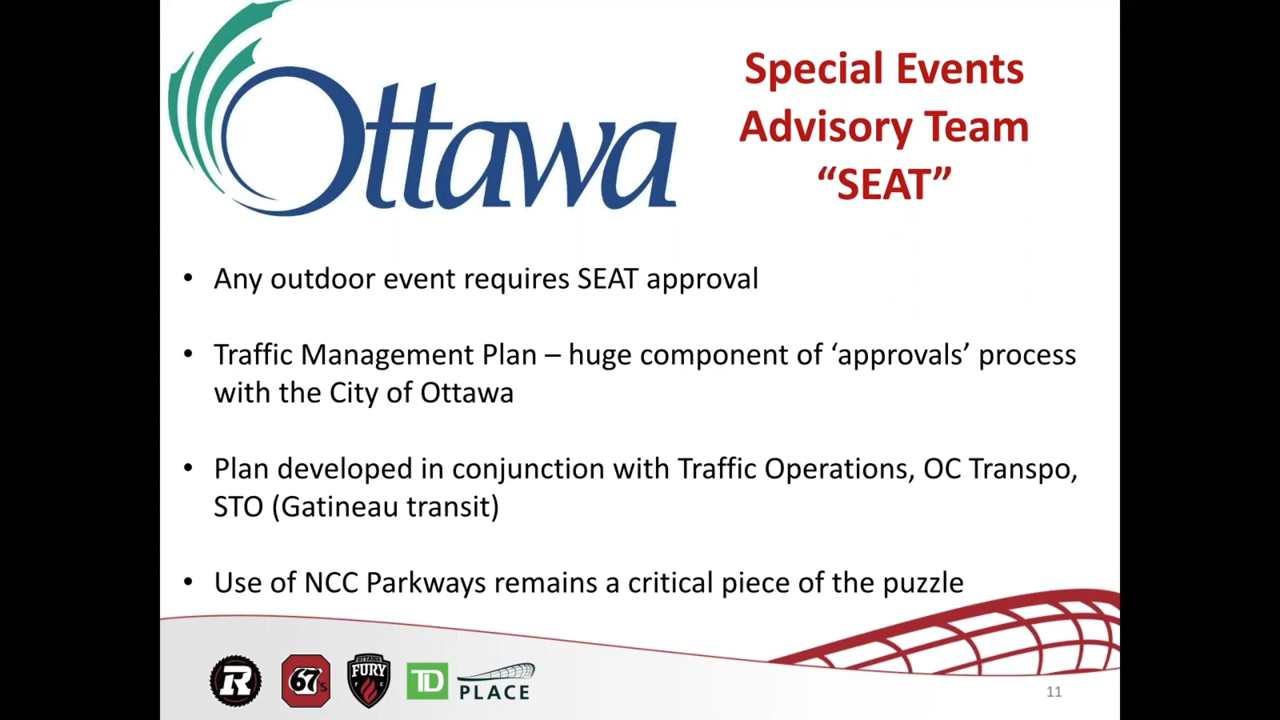 Ottawa
Special Events
Advisory Team
“SEAT”
• Any outdoor event requires SEAT approval
• Traffic Management Plan – huge component of ‘approvals’ process
with the City of Ottawa
• Plan developed in conjunction with Traffic Operations, OC Transpo,
STO (Gatineau transit)
• Use of NCC Parkways remains a critical piece of the puzzle
R
67's
OTTAWA
FURY
FC
TD
PLACE
11